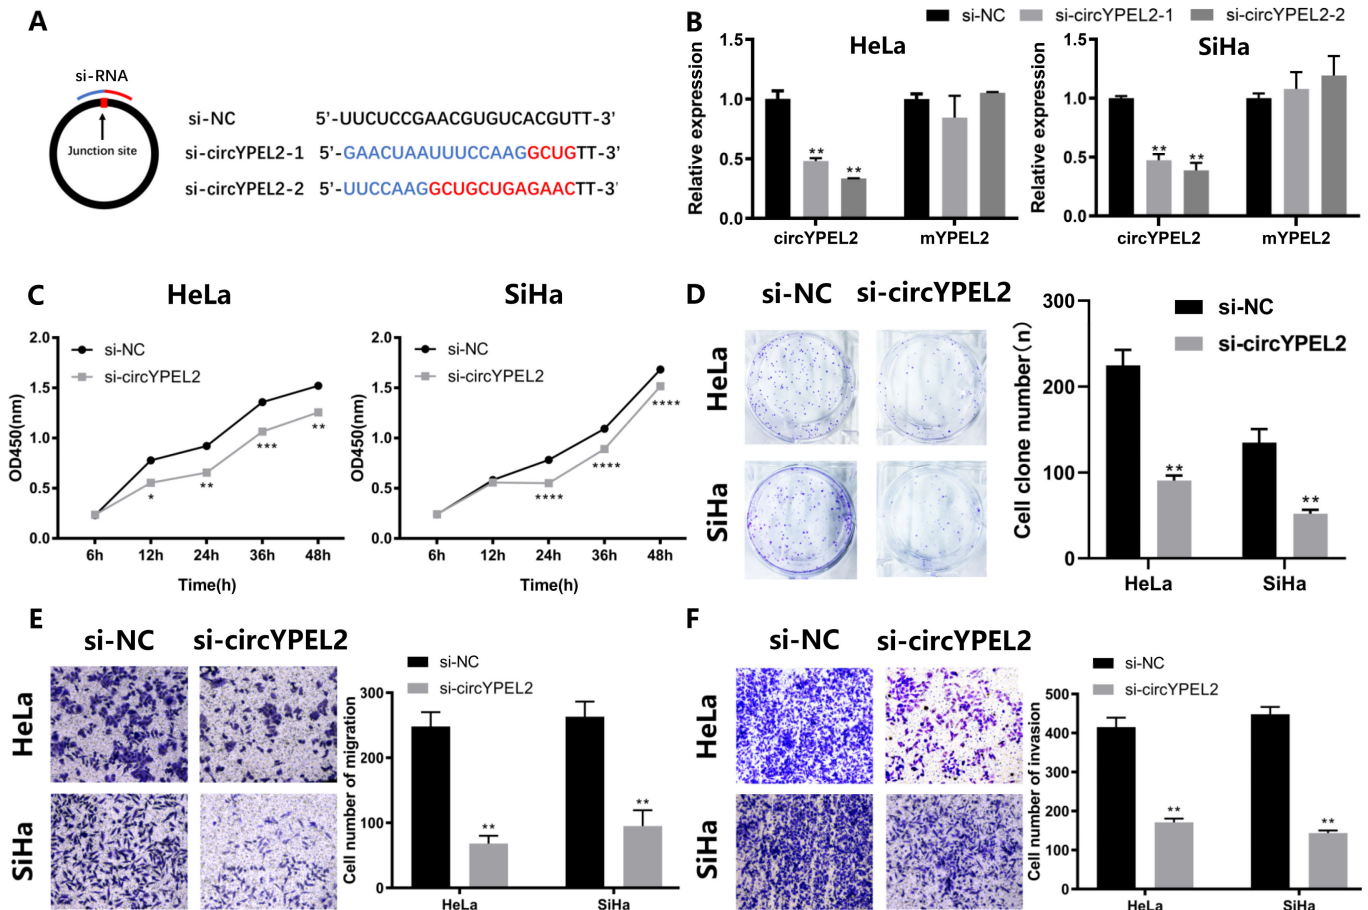 A
si-RNA
Junction site
si-NC 5'-UUCUCCGAACGUGUCACGUTT-3'
si-circYPEL2-1 5'-GAACUAAUUUCCAAGGCUGTT-3'
si-circYPEL2-2 5'-UUCCAAGGCUGCUGAGAACTT-3'
B
si-NC si-circYPEL2-1 si-circYPEL2-2
HeLa
Relative expression
1.5
1.0
0.5
0.0
** **
circYPEL2 mYPEL2
SiHa
Relative expression
1.5
1.0
0.5
0.0
** **
circYPEL2 mYPEL2
C
HeLa
si-NC
si-circYPEL2
OD450(nm)
2.0
1.5
1.0
0.5
0.0
* ** *** **
6h 12h 24h 36h 48h
Time(h)
SiHa
si-NC
si-circYPEL2
OD450(nm)
2.0
1.5
1.0
0.5
0.0
**** **** ****
6h 12h 24h 36h 48h
Time(h)
D
si-NC si-circYPEL2
HeLa
SiHa
si-NC
si-circYPEL2
Cell clone number(n)
300
200
100
0
** **
HeLa SiHa
E
si-NC si-circYPEL2
HeLa
SiHa
si-NC
si-circYPEL2
Cell number of migration
300
200
100
0
** **
HeLa SiHa
F
si-NC si-circYPEL2
HeLa
SiHa
si-NC
si-circYPEL2
Cell number of invasion
500
400
300
200
100
0
** **
HeLa SiHa